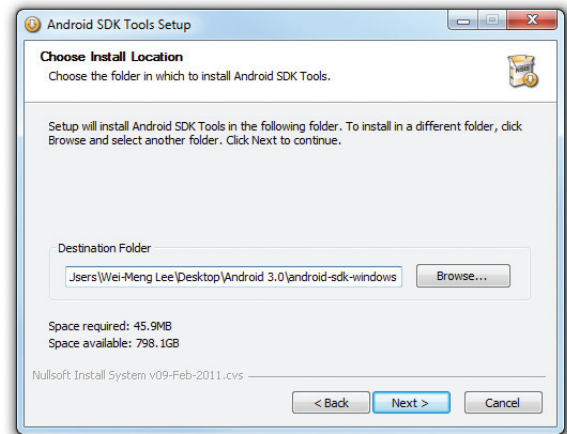 Android SDK Tools Setup
Choose Install Location
Choose the folder in which to install Android SDK Tools.
Setup will install Android SDK Tools in the following folder. To install in a different folder, click
Browse and select another folder. Click Next to continue.
Destination Folder
Jsers\Wei-Meng Lee\Desktop\Android 3.0\android-sdk-windows
Browse...
Space required: 45.9MB
Space available: 798.1GB
Nullsoft Install System v09-Feb-2011.cvs
< Back
Next >
Cancel